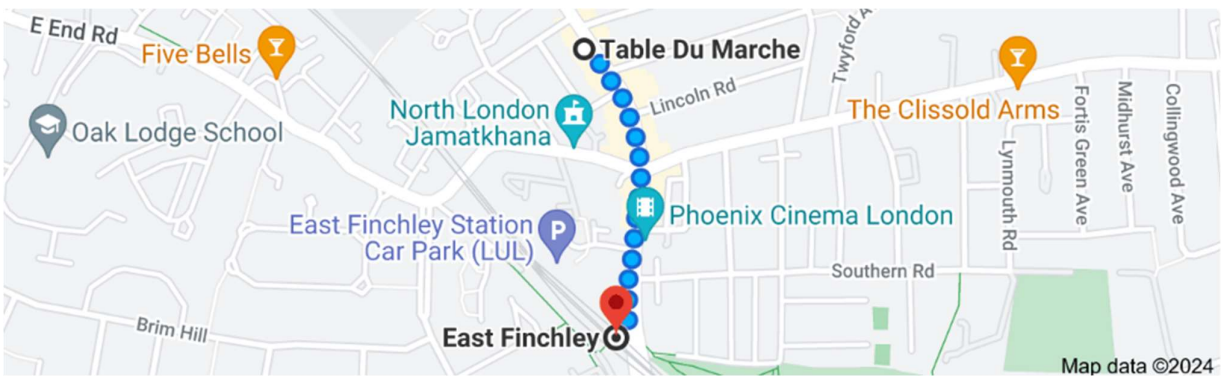 E End Rd
Five Bells
Table Du Marche
Twyford A
Lincoln Rd
The Clissold Arms
North London
Jamatkhana
Oak Lodge School
Fortis Green Ave
Midhurst Ave
Collingwood Ave
Lynmouth Rd
Phoenix Cinema London
East Finchley Station
Car Park (LUL)
P
Southern Rd
Brim Hill
East Finchley
Map data ©2024